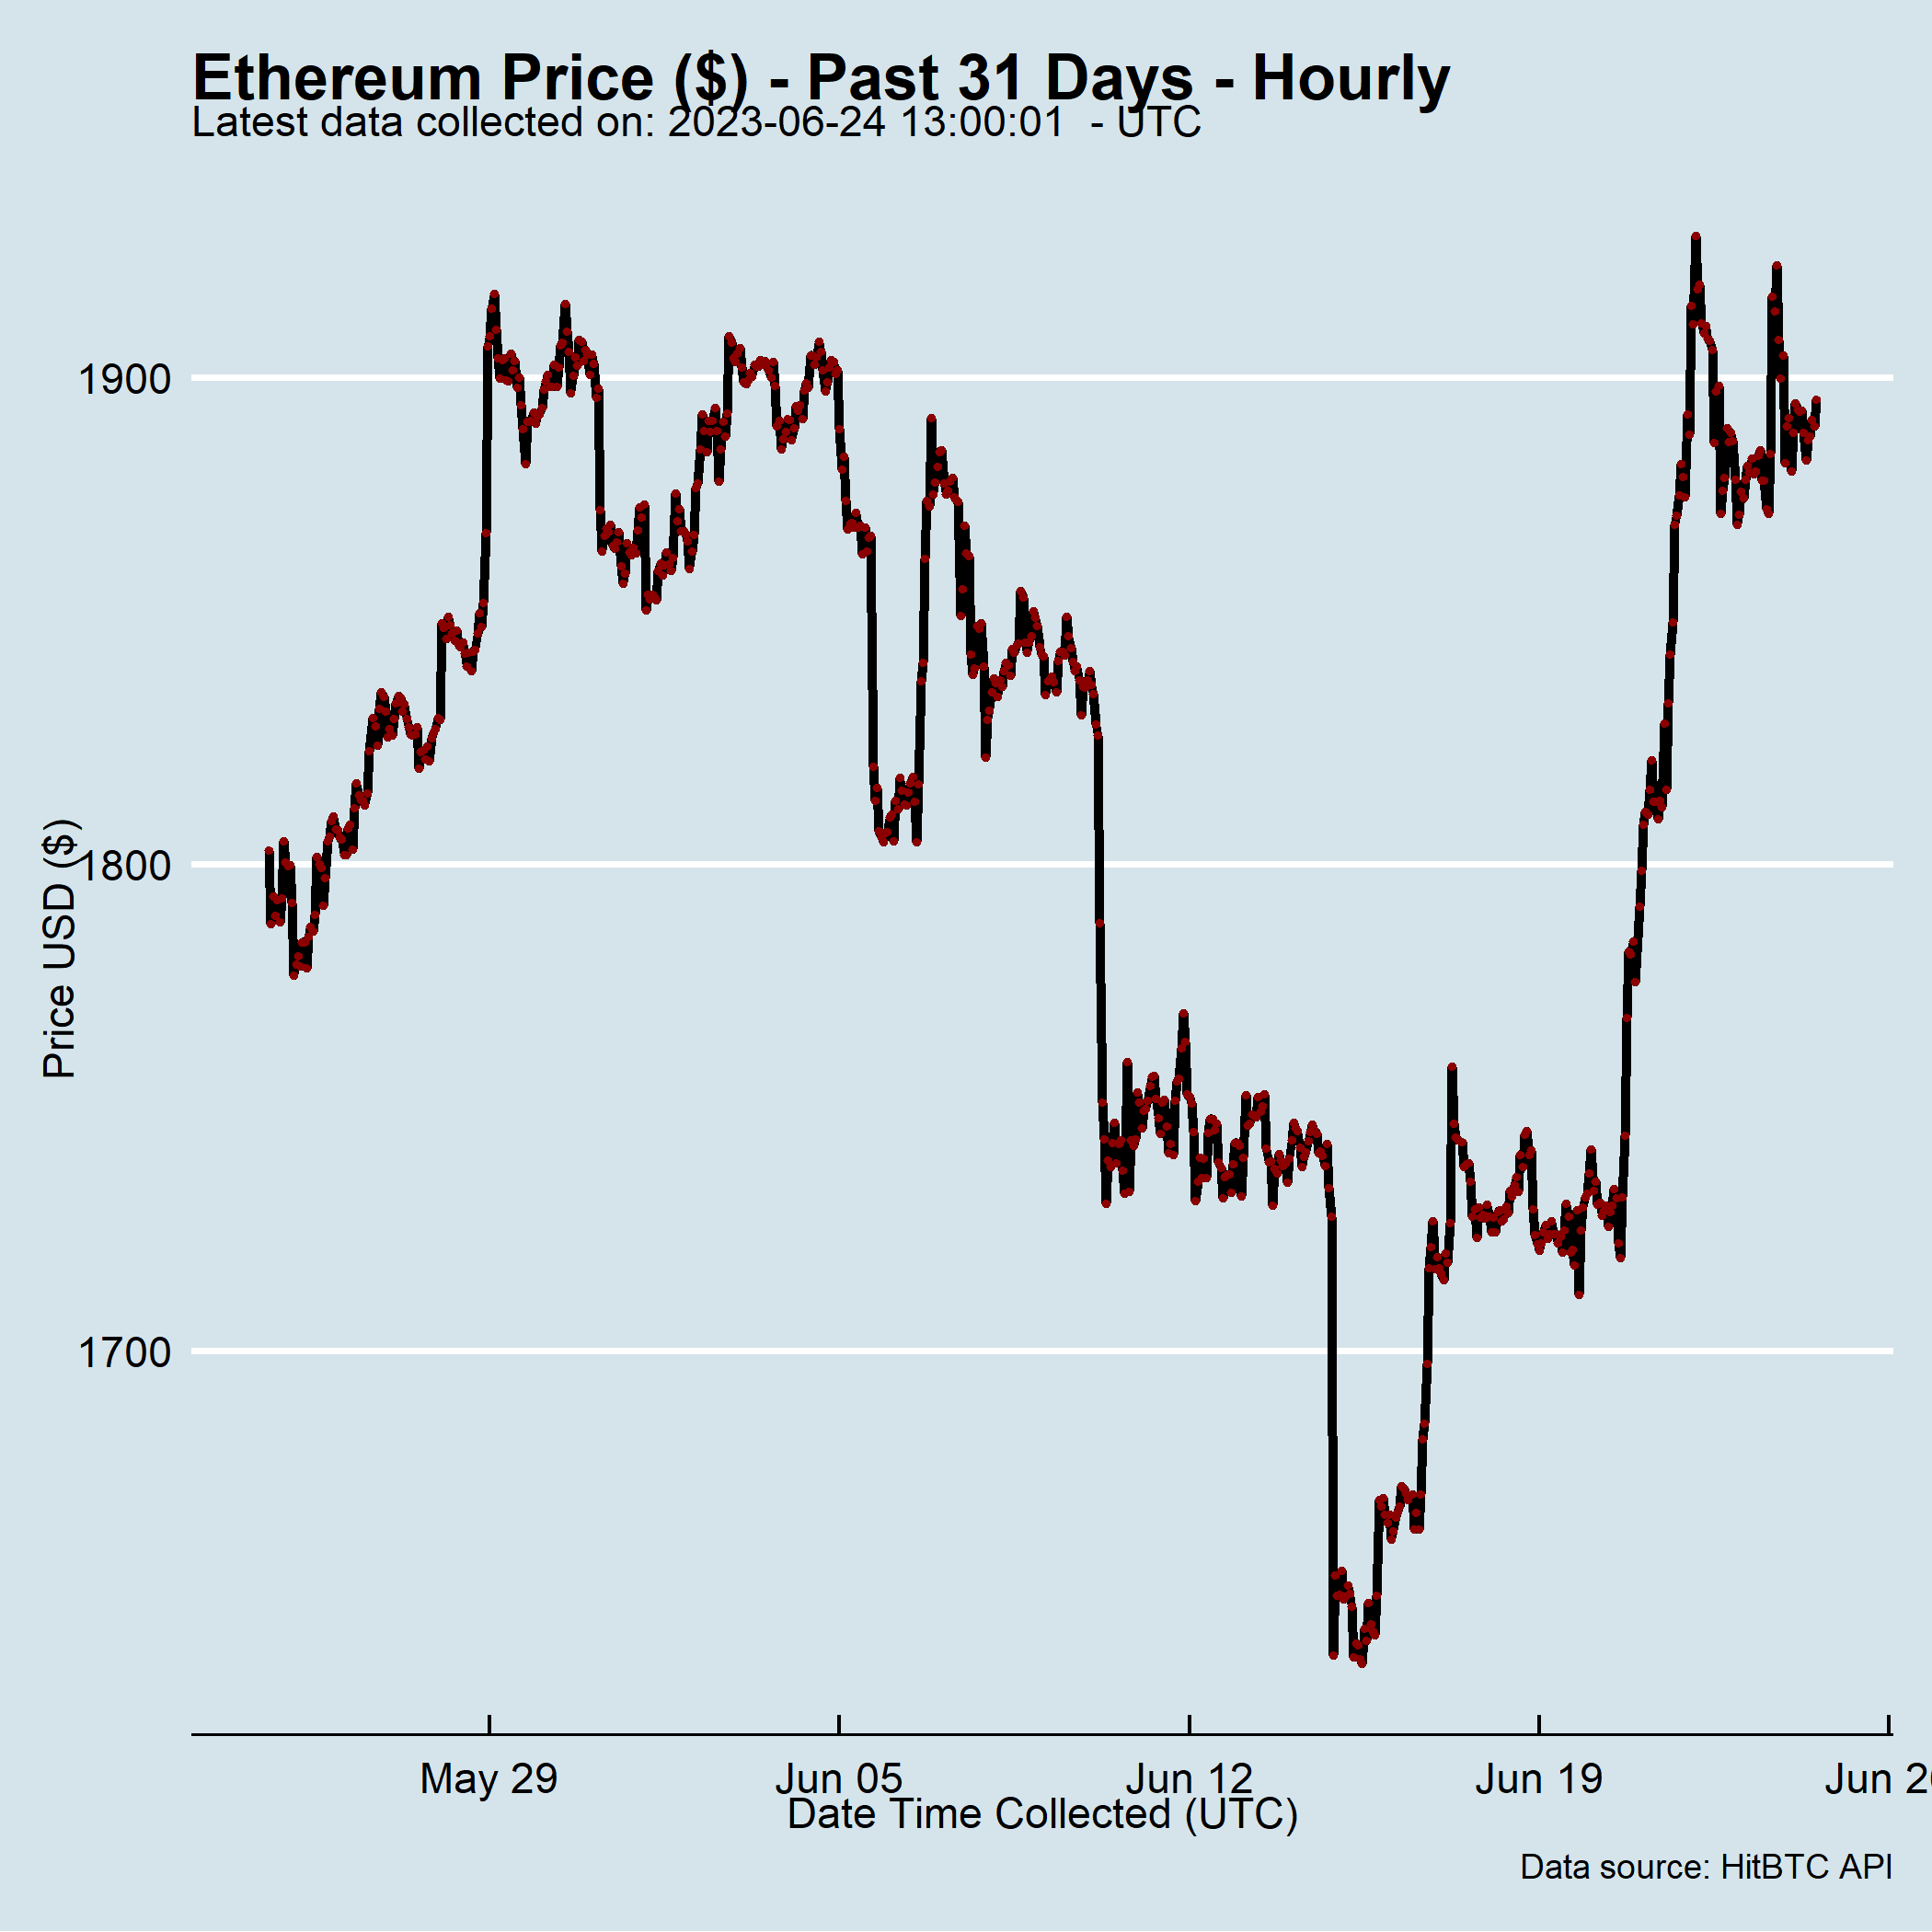 Ethereum Price ($) - Past 31 Days - Hourly
Latest data collected on: 2023-06-24 13:00:01  - UTC
1900
1800
1700
Price USD ($)
May 29
Jun 05
Jun 12
Jun 19
Jun 2
Date Time Collected (UTC)
Data source: HitBTC API